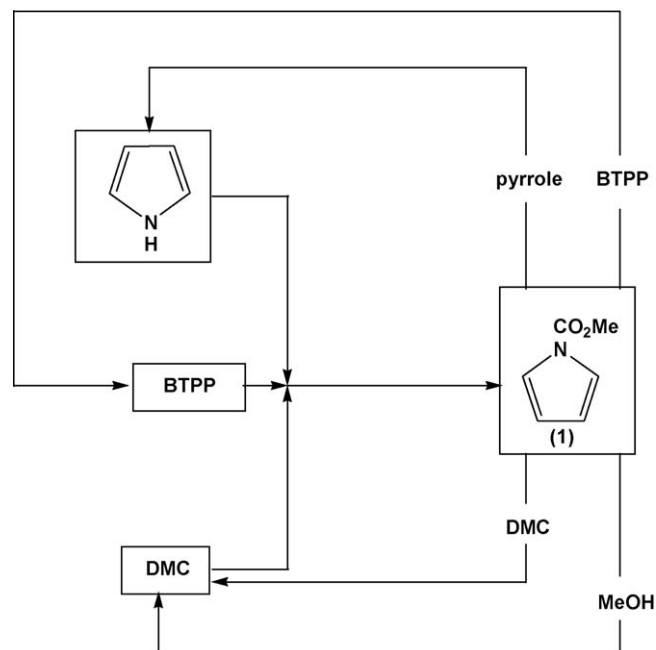 N
H
pyrrole
BTPP
CO₂Me
N
(1)
BTPP
DMC
DMC
MeOH